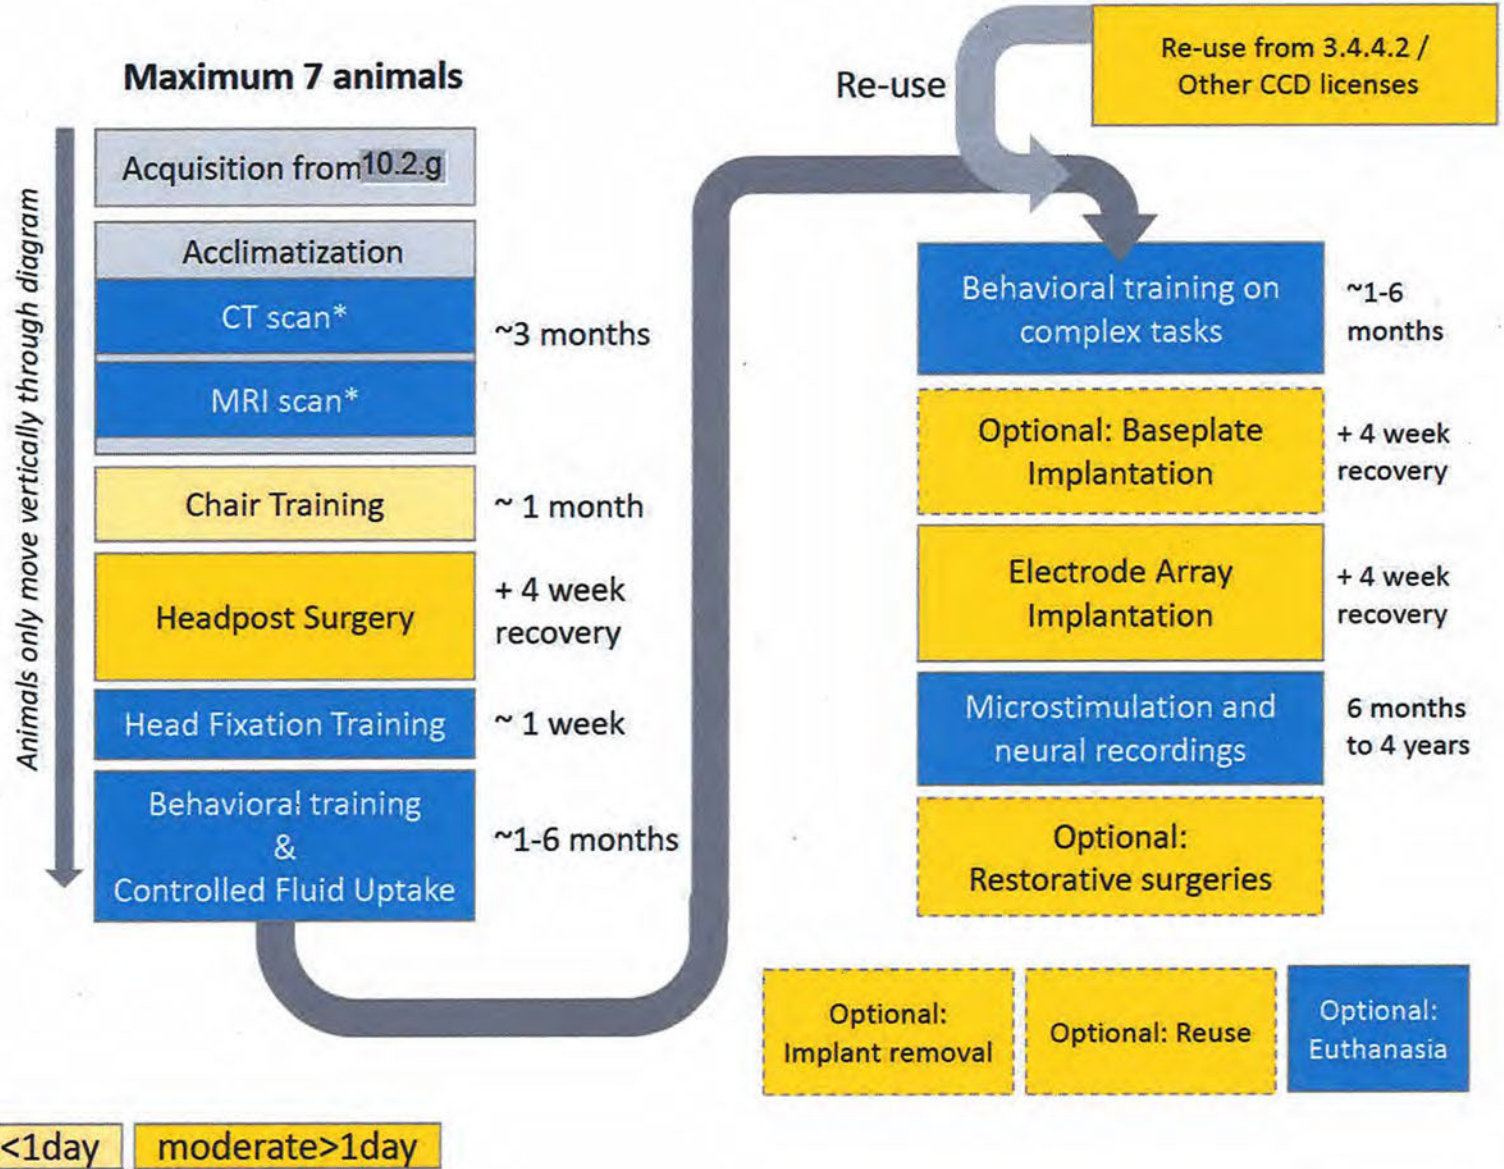 Maximum 7 animals
Animals only move vertically through diagram
Acquisition from 10.2.g
Acclimatization
CT scan*
MRI scan*
~3 months
Chair Training
~ 1 month
Headpost Surgery
+ 4 week
recovery
Head Fixation Training
~ 1 week
Behavioral training
&
Controlled Fluid Uptake
~1-6 months
Re-use
Re-use from 3.4.4.2 /
Other CCD licenses
Behavioral training on
complex tasks
~1-6
months
Optional: Baseplate
Implantation
+ 4 week
recovery
Electrode Array
Implantation
+ 4 week
recovery
Microstimulation and
neural recordings
6 months
to 4 years
Optional:
Restorative surgeries
Optional:
Implant removal
Optional: Reuse
Optional:
Euthanasia
<1day
moderate>1day